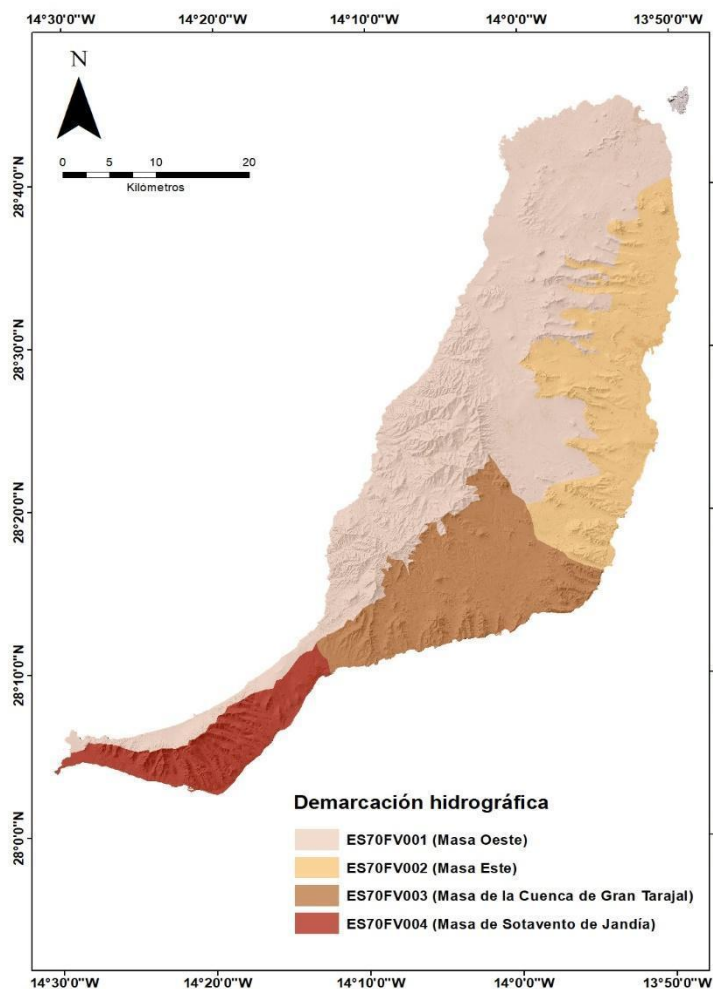 14°30'0"W 14°20'0"W 14°10'0"W 14°0'0"W 13°50'0"W
N
0 5 10 20
Kilómetros
28°40'0"N
28°30'0"N
28°20'0"N
28°10'0"N
28°0'0"N
Demarcación hidrográfica
ES70FV001 (Masa Oeste)
ES70FV002 (Masa Este)
ES70FV003 (Masa de la Cuenca de Gran Tarajal)
ES70FV004 (Masa de Sotavento de Jandía)
14°30'0"W 14°20'0"W 14°10'0"W 14°0'0"W 13°50'0"W